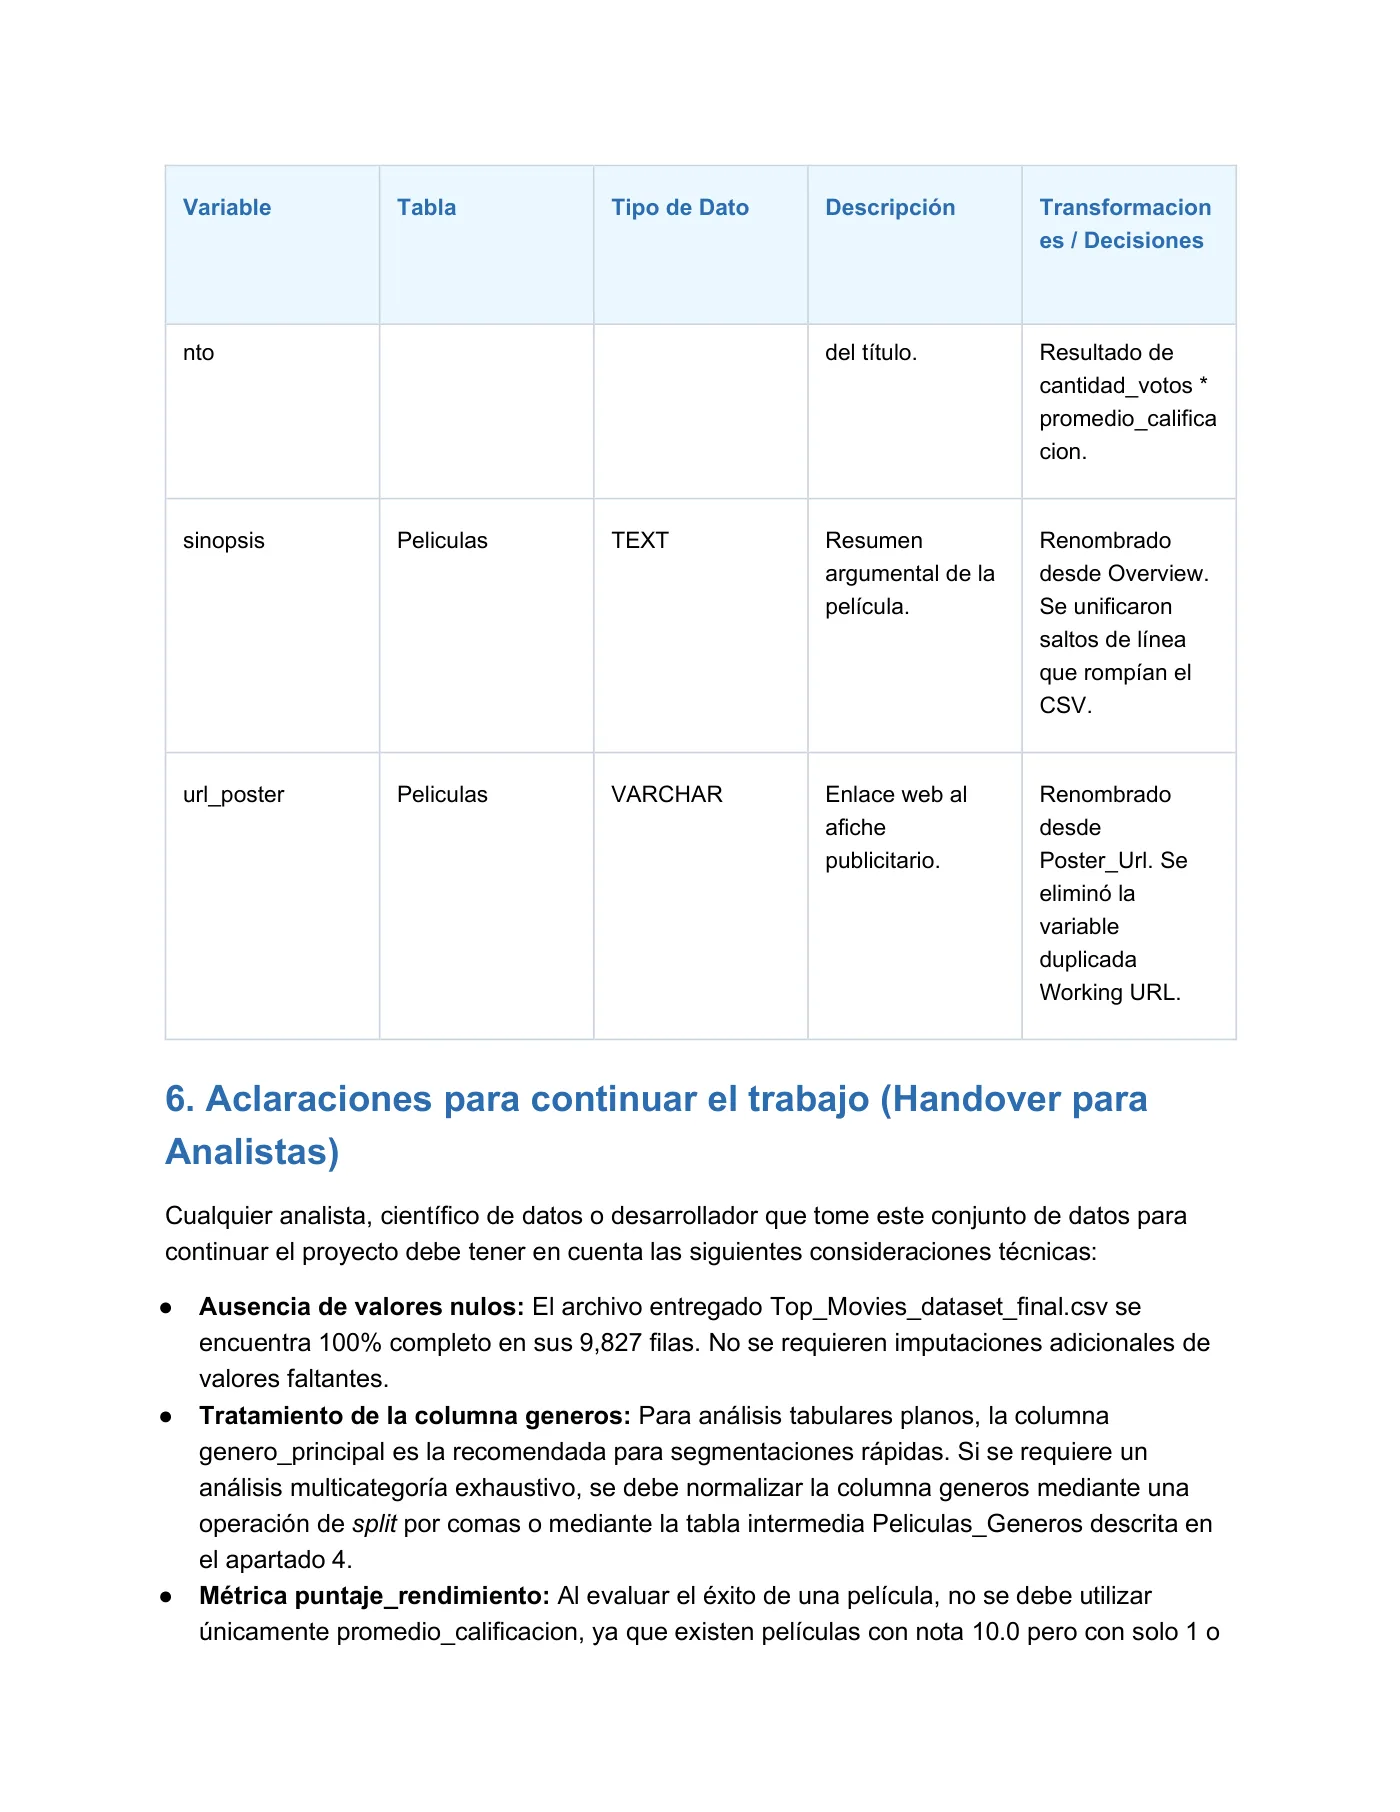 Variable Tabla Tipo de Dato Descripción Transformacion
es / Decisiones
nto del título. Resultado de
cantidad_votos *
promedio_califica
cion.
sinopsis Peliculas TEXT Resumen Renombrado
argumental de la desde Overview.
película. Se unificaron
saltos de línea
que rompían el
CSV.
url_poster Peliculas VARCHAR Enlace web al Renombrado
afiche desde
publicitario. Poster_Url. Se
eliminó la
variable
duplicada
Working URL.
6. Aclaraciones para continuar el trabajo (Handover para
Analistas)
Cualquier analista, científico de datos o desarrollador que tome este conjunto de datos para
continuar el proyecto debe tener en cuenta las siguientes consideraciones técnicas:
● Ausencia de valores nulos: El archivo entregado Top_Movies_dataset_final.csv se
encuentra 100% completo en sus 9,827 filas. No se requieren imputaciones adicionales de
valores faltantes.
● Tratamiento de la columna generos: Para análisis tabulares planos, la columna
genero_principal es la recomendada para segmentaciones rápidas. Si se requiere un
análisis multicategoría exhaustivo, se debe normalizar la columna generos mediante una
operación de split por comas o mediante la tabla intermedia Peliculas_Generos descrita en
el apartado 4.
● Métrica puntaje_rendimiento: Al evaluar el éxito de una película, no se debe utilizar
únicamente promedio_calificacion, ya que existen películas con nota 10.0 pero con solo 1 o